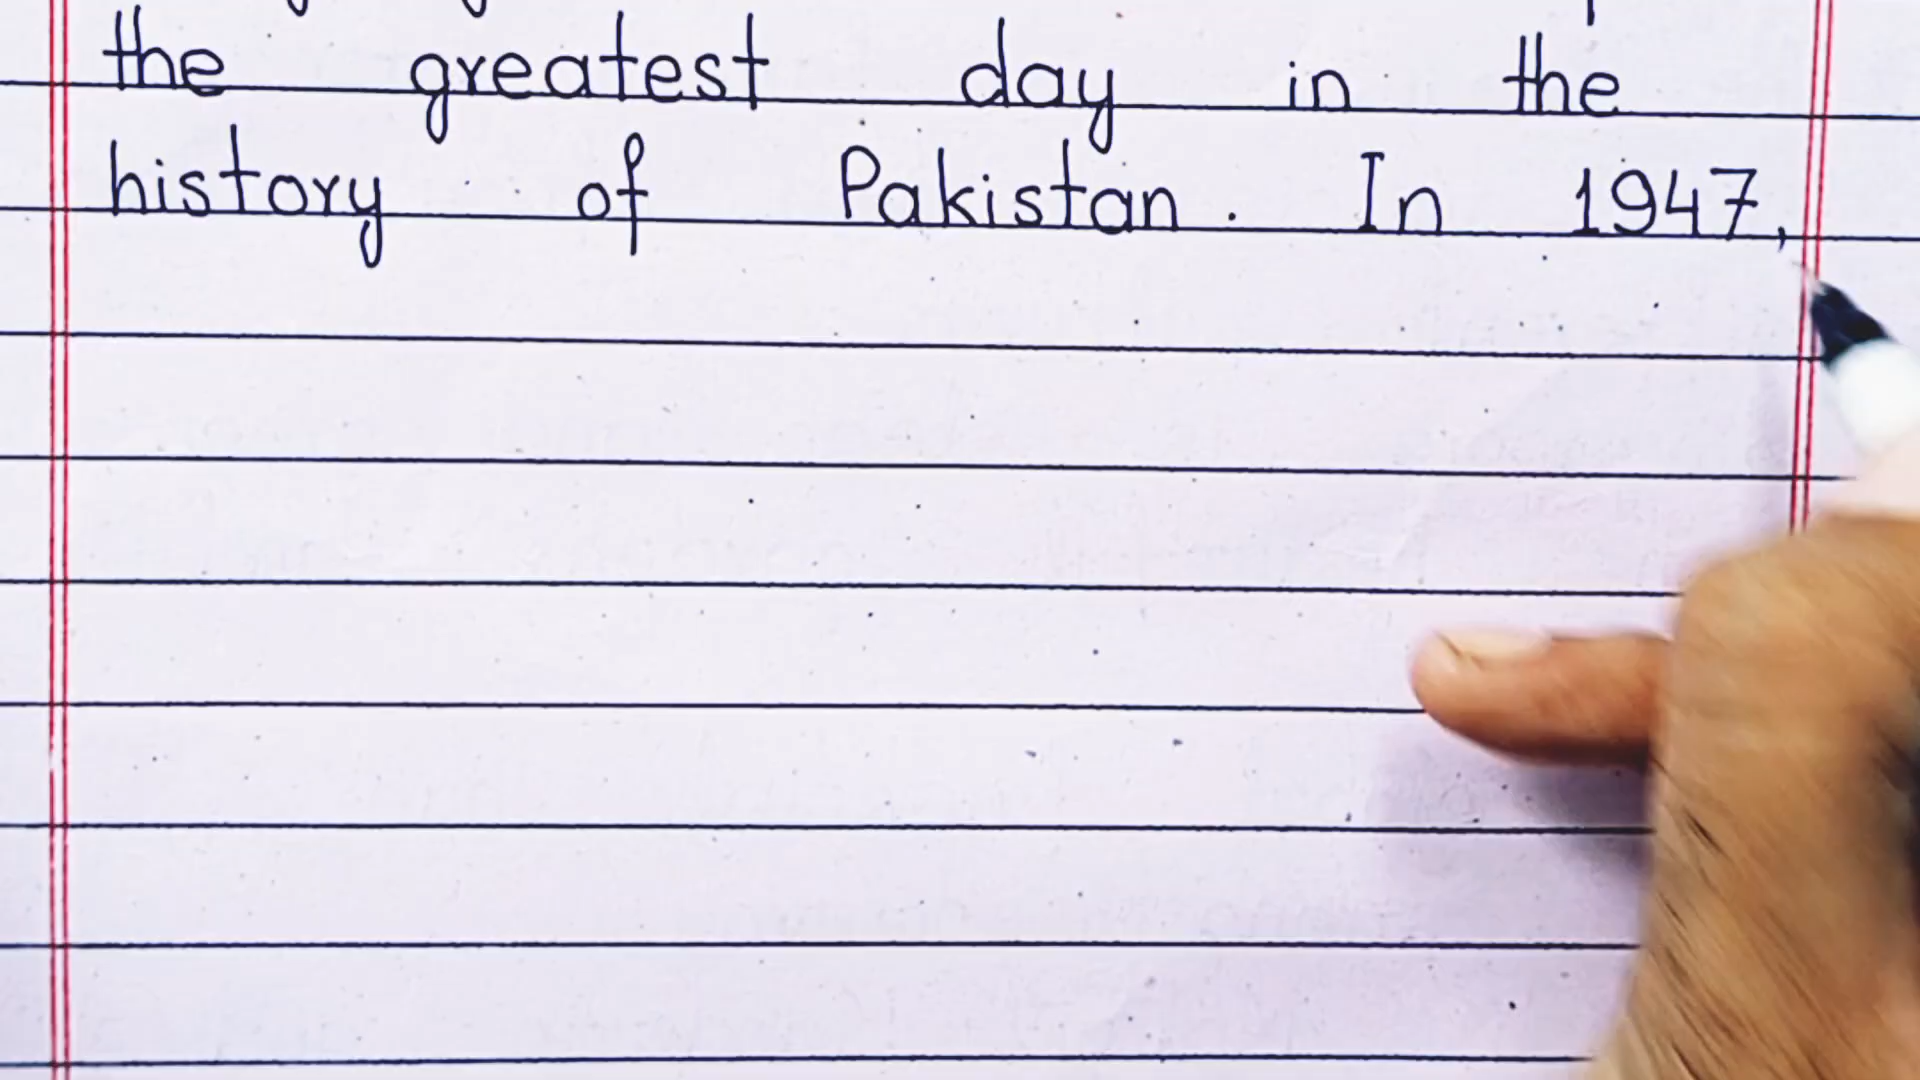 the greatest day in the
history of Pakistan. In 1947,